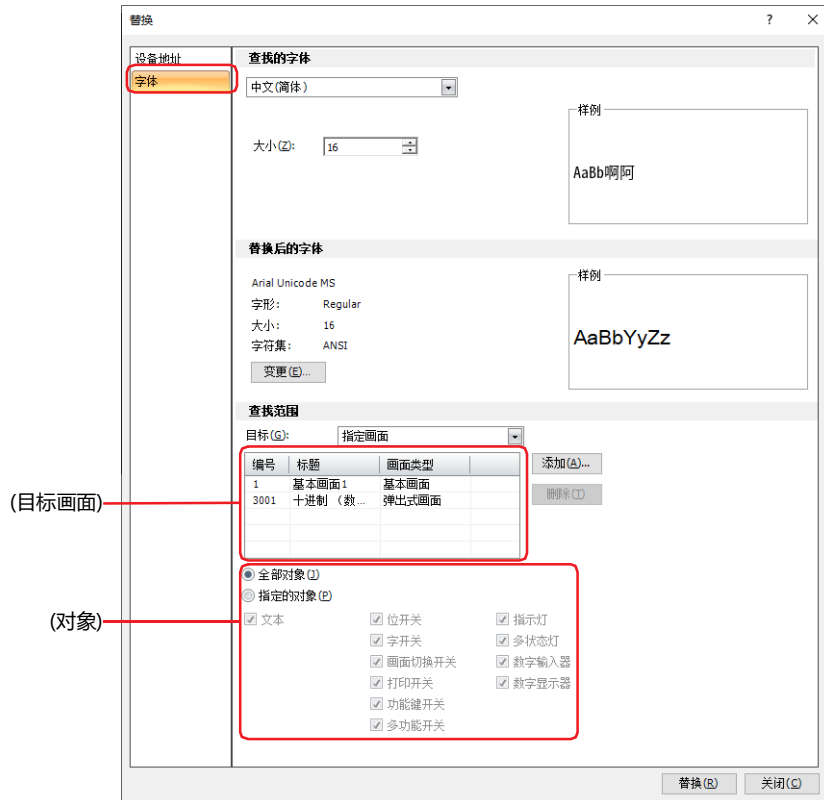 替换
?
设备地址
字体
查找的字体
中文(简体)
大小(Z):
16
样例
AaBb啊阿
替换后的字体
Arial Unicode MS
字形: Regular
大小: 16
字符集: ANSI
变更(E)...
样例
AaBbYyZz
查找范围
目标(G): 指定画面
编号 标题 画面类型
1 基本画面1 基本画面
3001 十进制 (数... 弹出式画面
添加(A)...
删除(T)
(目标画面)
全部对象(J)
指定的对象(P)
(对象)
文本 位开关 指示灯
字开关 多状态灯
画面切换开关 数字输入器
打印开关 数字显示器
功能键开关
多功能开关
替换(R) 关闭(C)